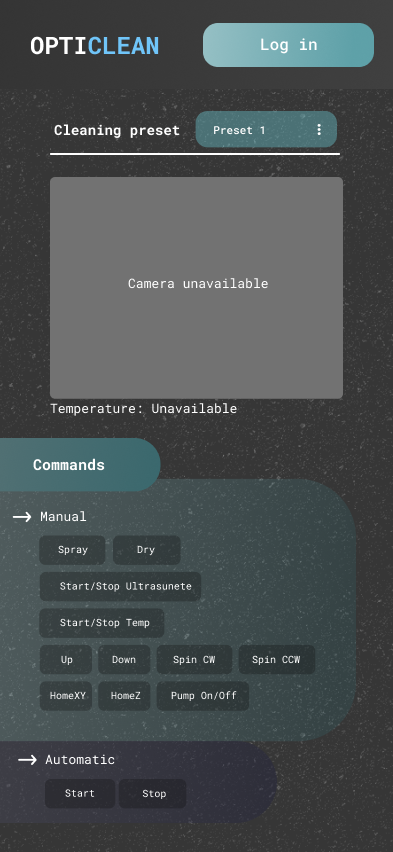 OPTICLEAN Log in
Cleaning preset Preset 1
Camera unavailable
Temperature: Unavailable
Commands
Manual
Spray Dry
Start/Stop Ultrasunete
Start/Stop Temp
Up Down Spin CW Spin CCW
HomeXY HomeZ Pump On/Off
Automatic
Start Stop